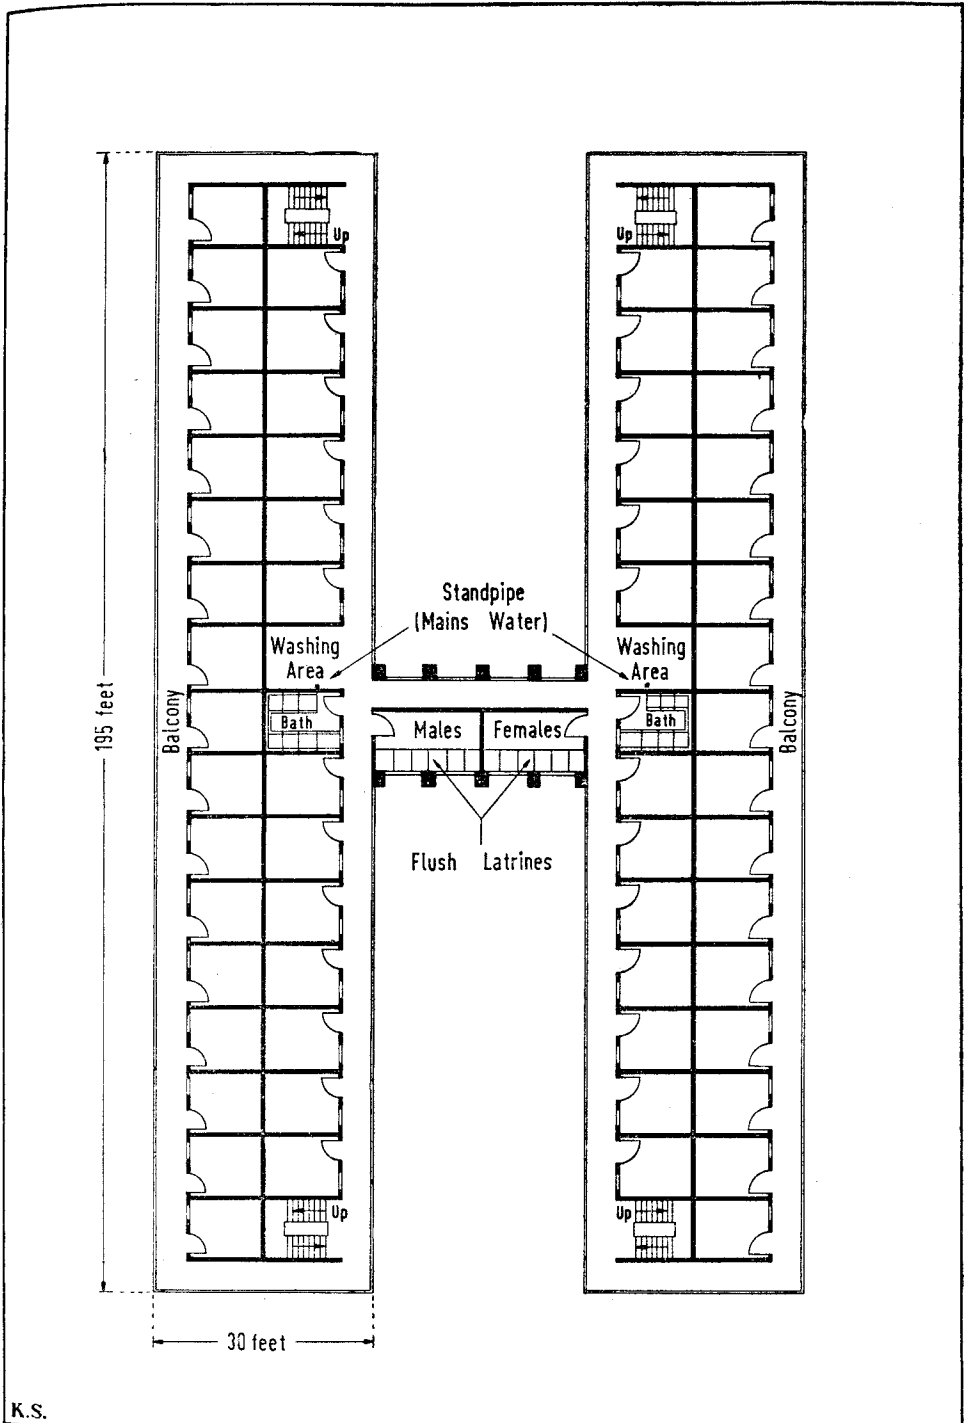 Up
Up
Standpipe
(Mains Water)
Washing
Area
Washing
Area
195 feet
Balcony
Bath
Males
Females
Bath
Balcony
Flush Latrines
Up
Up
30 feet
K.S.